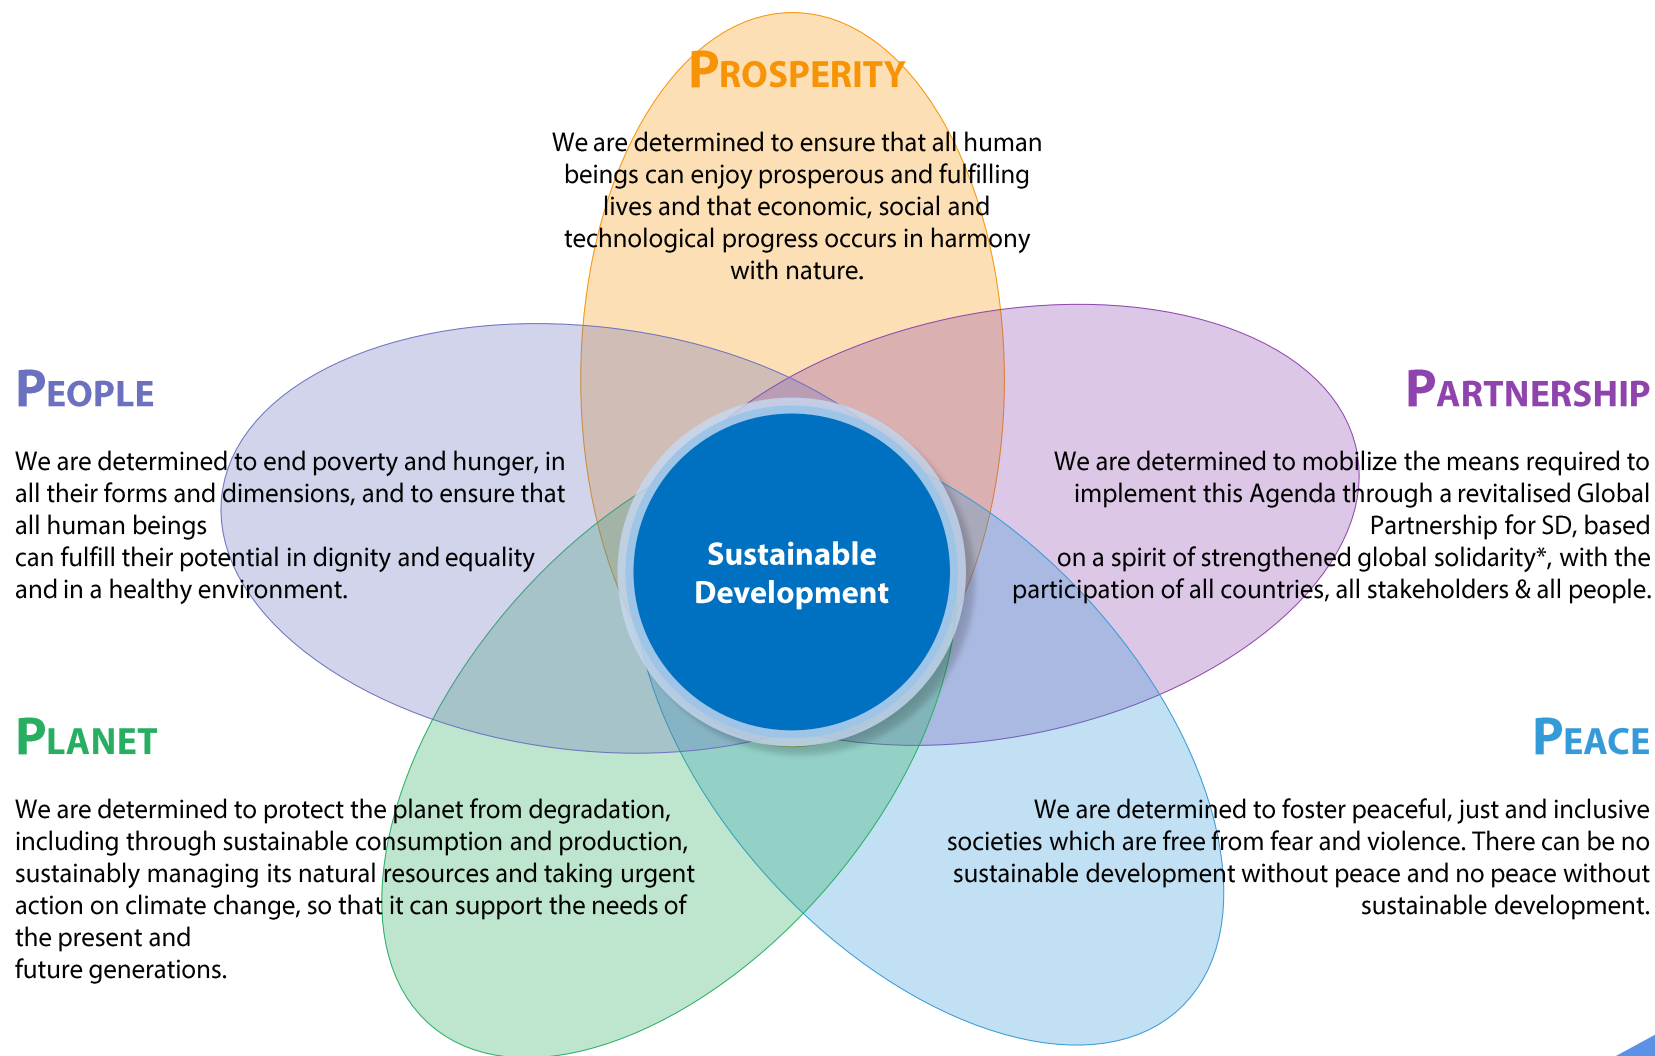 PROSPERITY
We are determined to ensure that all human
beings can enjoy prosperous and fulfilling
lives and that economic, social and
technological progress occurs in harmony
with nature.
PEOPLE
We are determined to end poverty and hunger, in
all their forms and dimensions, and to ensure that
all human beings
can fulfill their potential in dignity and equality
and in a healthy environment.
PARTNERSHIP
We are determined to mobilize the means required to
implement this Agenda through a revitalised Global
Partnership for SD, based
on a spirit of strengthened global solidarity*, with the
participation of all countries, all stakeholders & all people.
Sustainable
Development
PLANET
We are determined to protect the planet from degradation,
including through sustainable consumption and production,
sustainably managing its natural resources and taking urgent
action on climate change, so that it can support the needs of
the present and
future generations.
PEACE
We are determined to foster peaceful, just and inclusive
societies which are free from fear and violence. There can be no
sustainable development without peace and no peace without
sustainable development.